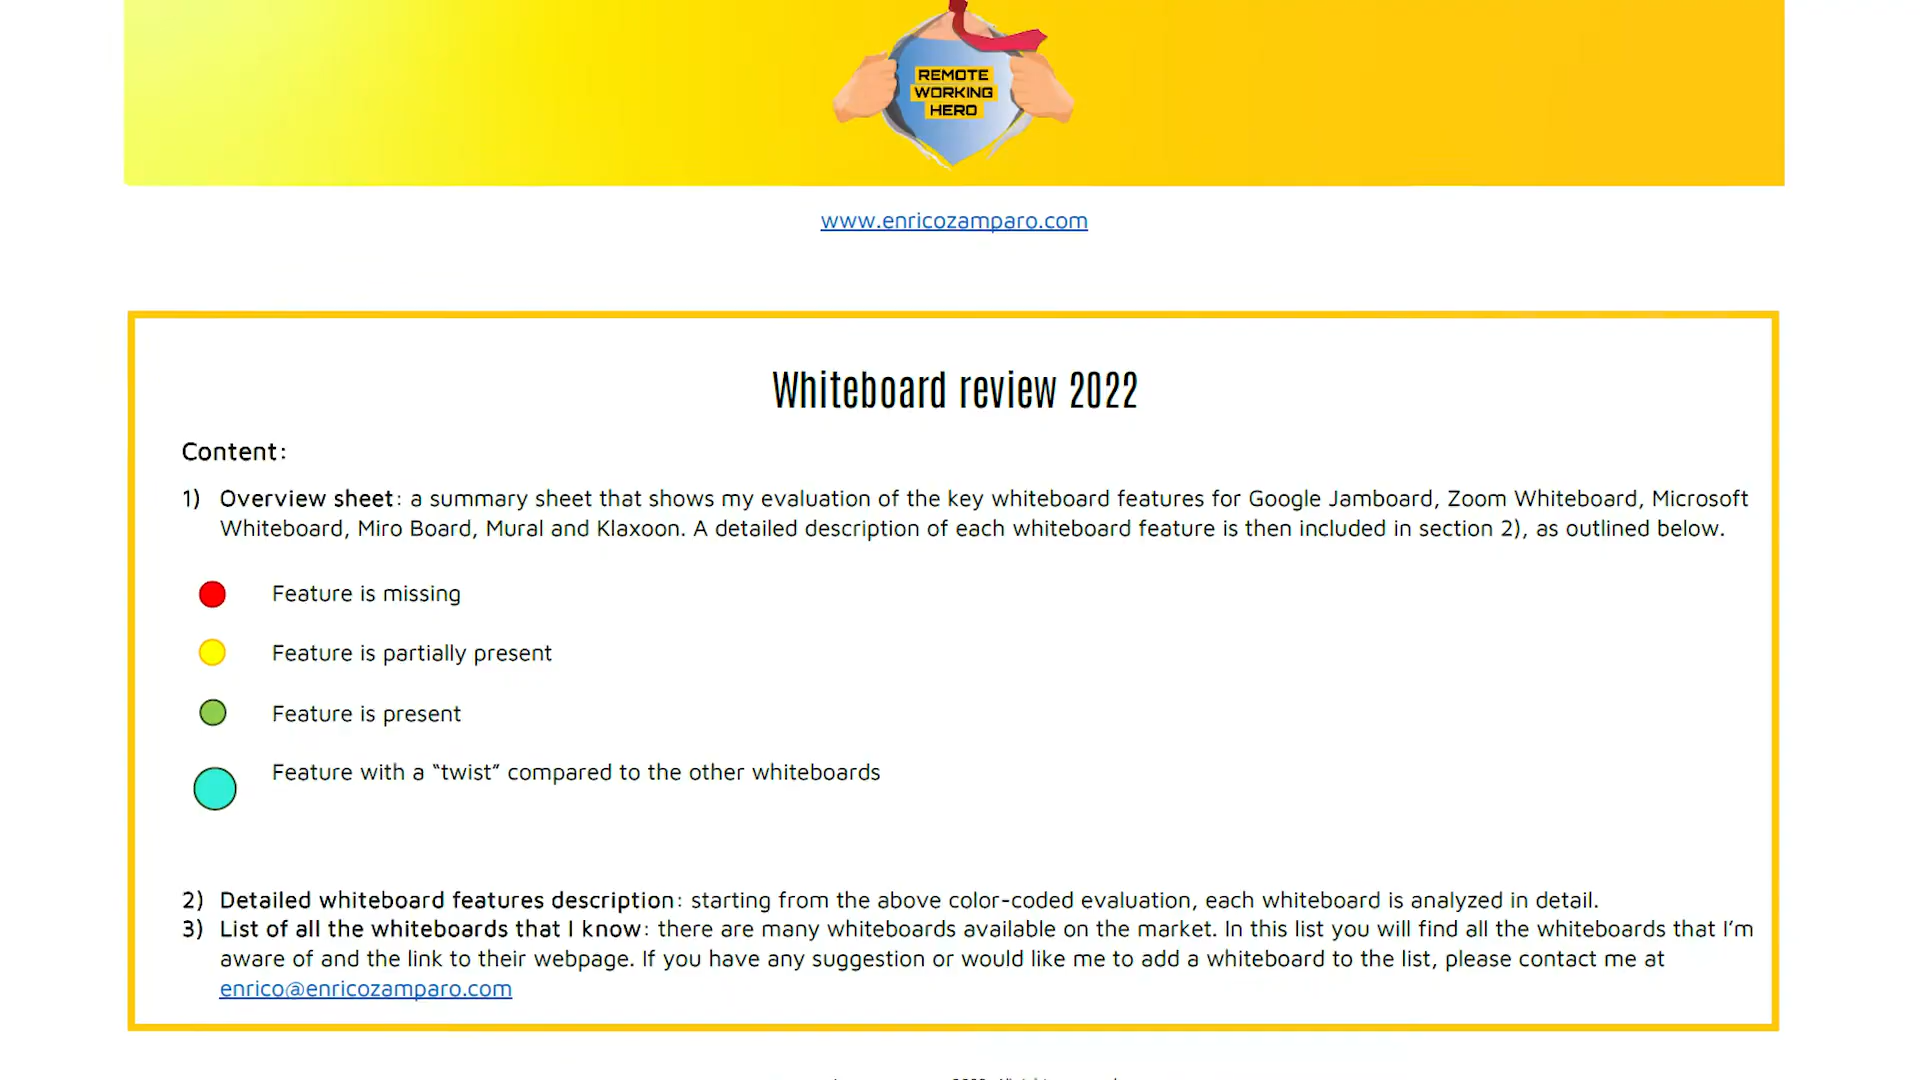 REMOTE
WORKING
HERO
www.enricozamparo.com
Whiteboard review 2022
Content:
1) Overview sheet: a summary sheet that shows my evaluation of the key whiteboard features for Google Jamboard, Zoom Whiteboard, Microsoft
Whiteboard, Miro Board, Mural and Klaxoon. A detailed description of each whiteboard feature is then included in section 2), as outlined below.
Feature is missing
Feature is partially present
Feature is present
Feature with a “twist” compared to the other whiteboards
2) Detailed whiteboard features description: starting from the above color-coded evaluation, each whiteboard is analyzed in detail.
3) List of all the whiteboards that I know: there are many whiteboards available on the market. In this list you will find all the whiteboards that I’m
aware of and the link to their webpage. If you have any suggestion or would like me to add a whiteboard to the list, please contact me at
enrico@enricozamparo.com